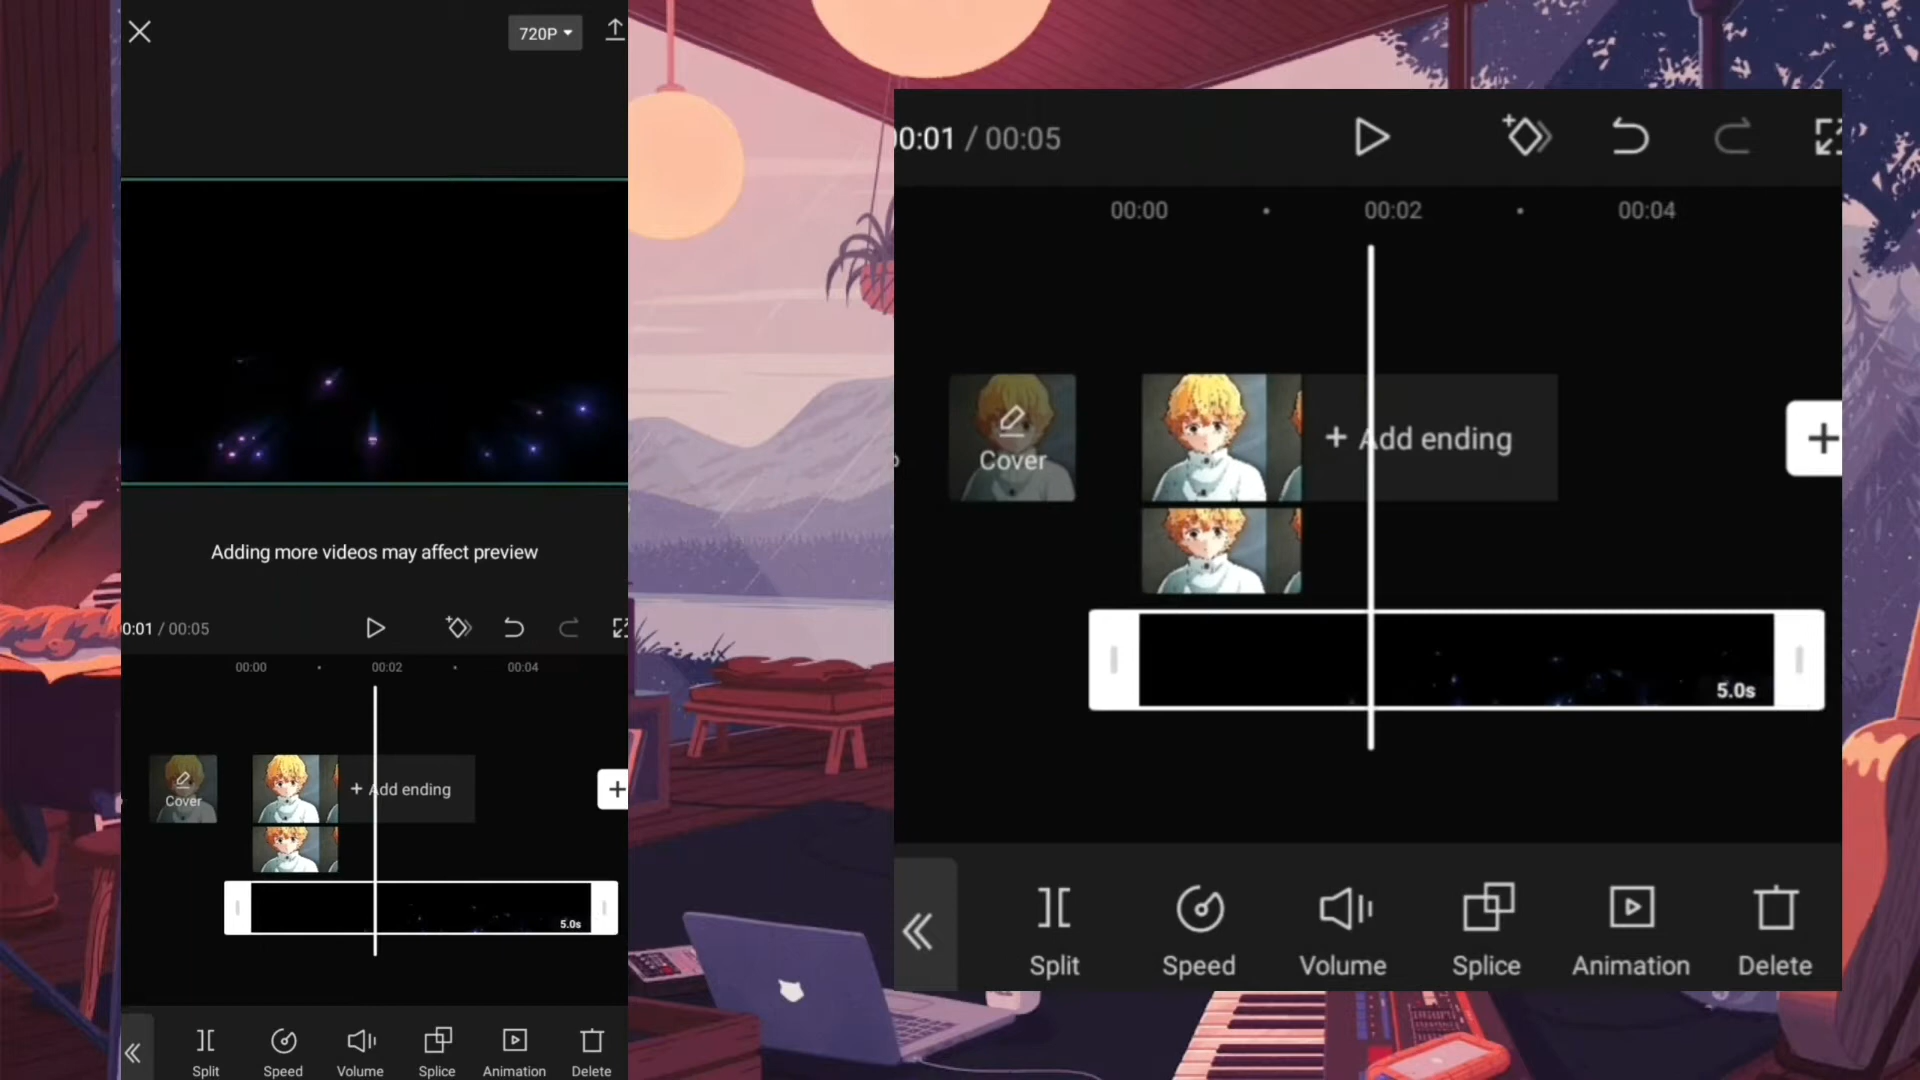 720P
Adding more videos may affect preview
0:01 / 00:05
00:00
00:02
00:04
Cover
+ Add ending
5.0s
Split
Speed
Volume
Splice
Animation
Delete
00:01 / 00:05
00:00
00:02
00:04
Cover
+ Add ending
5.0s
Split
Speed
Volume
Splice
Animation
Delete